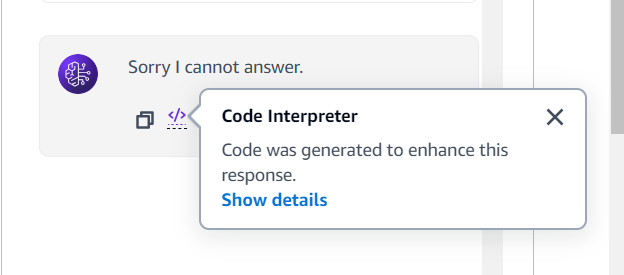 Sorry I cannot answer.
</>
Code Interpreter
Code was generated to enhance this
response.
Show details